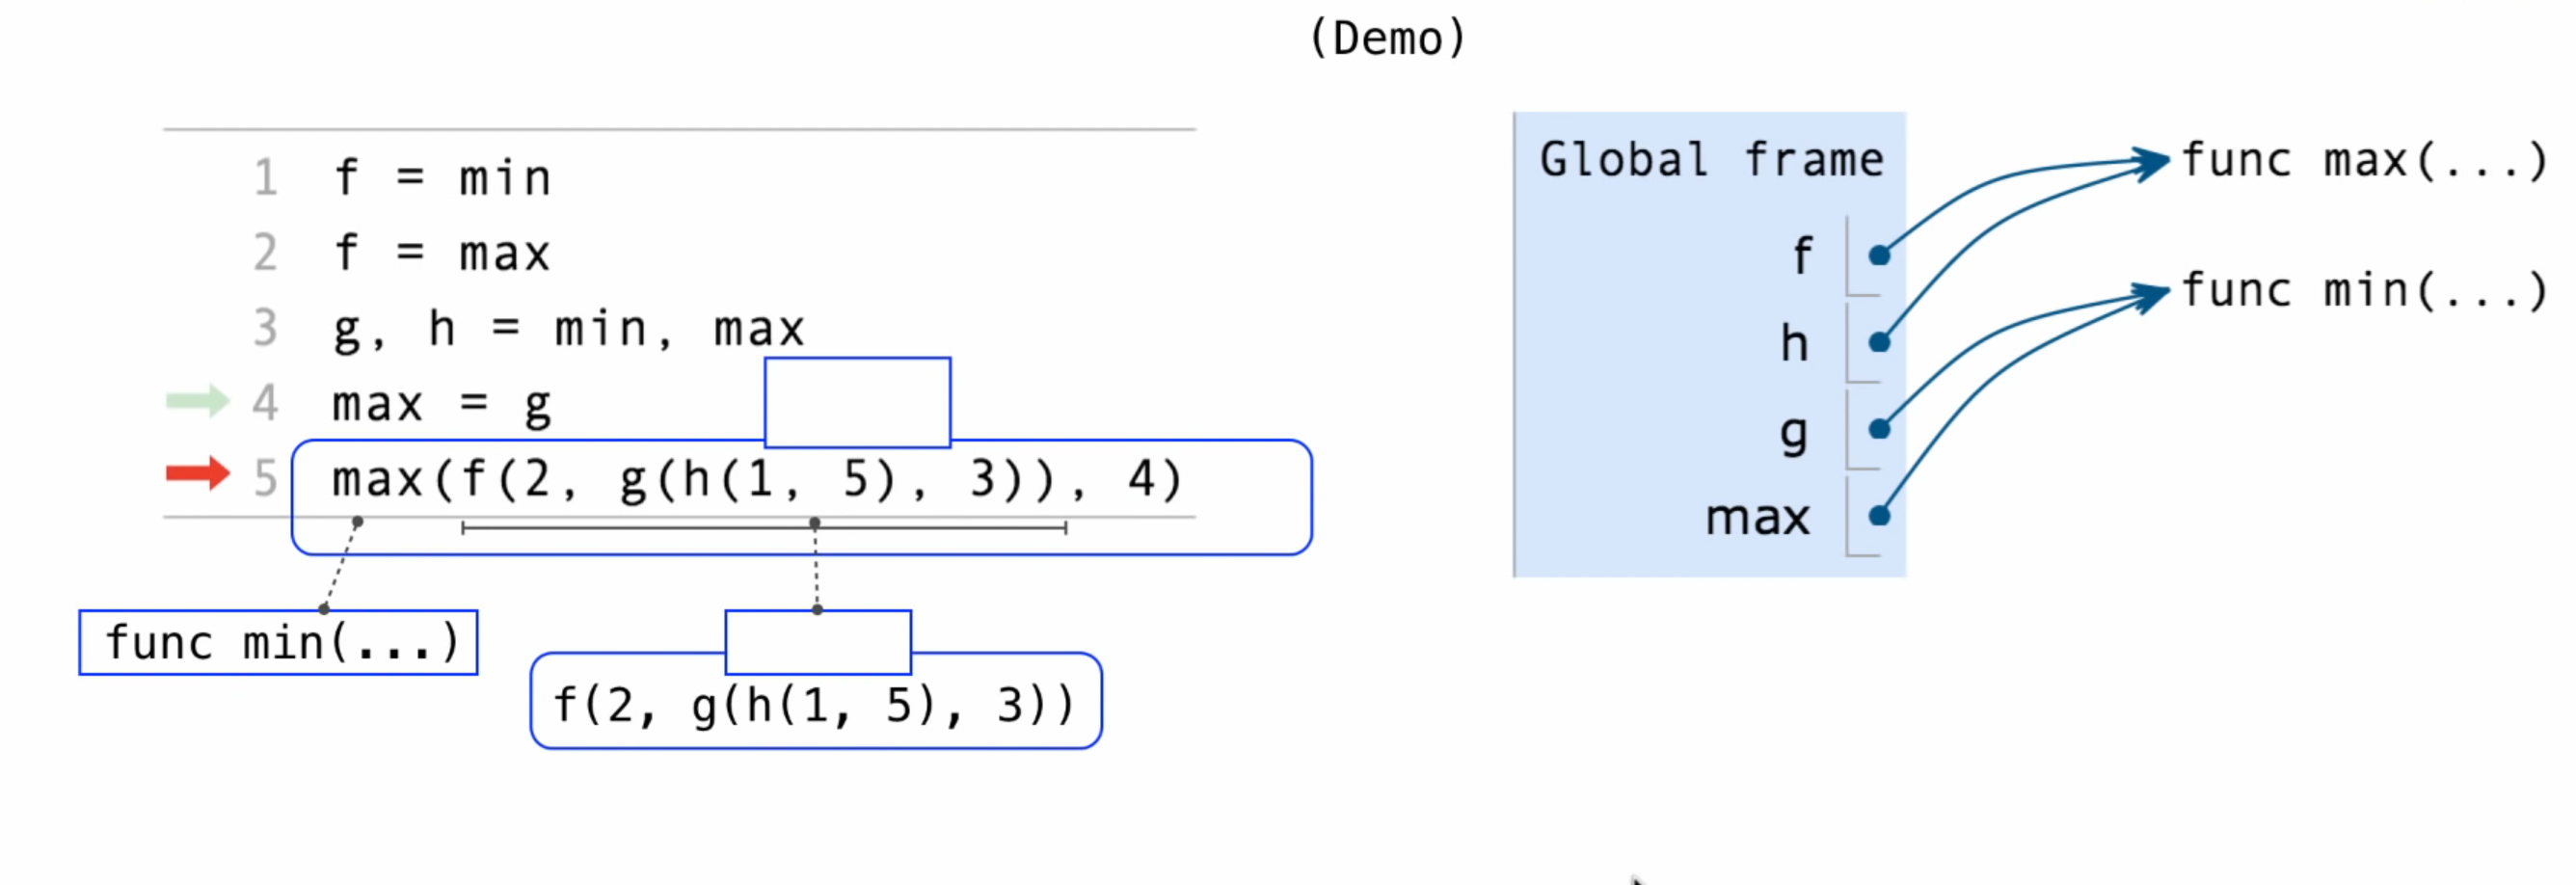 (Demo)
1 f = min
2 f = max
3 g, h = min, max
4 max = g
5 max(f(2, g(h(1, 5), 3)), 4)
func min(...)
f(2, g(h(1, 5), 3))
Global frame
f
h
g
max
func max(...)
func min(...)